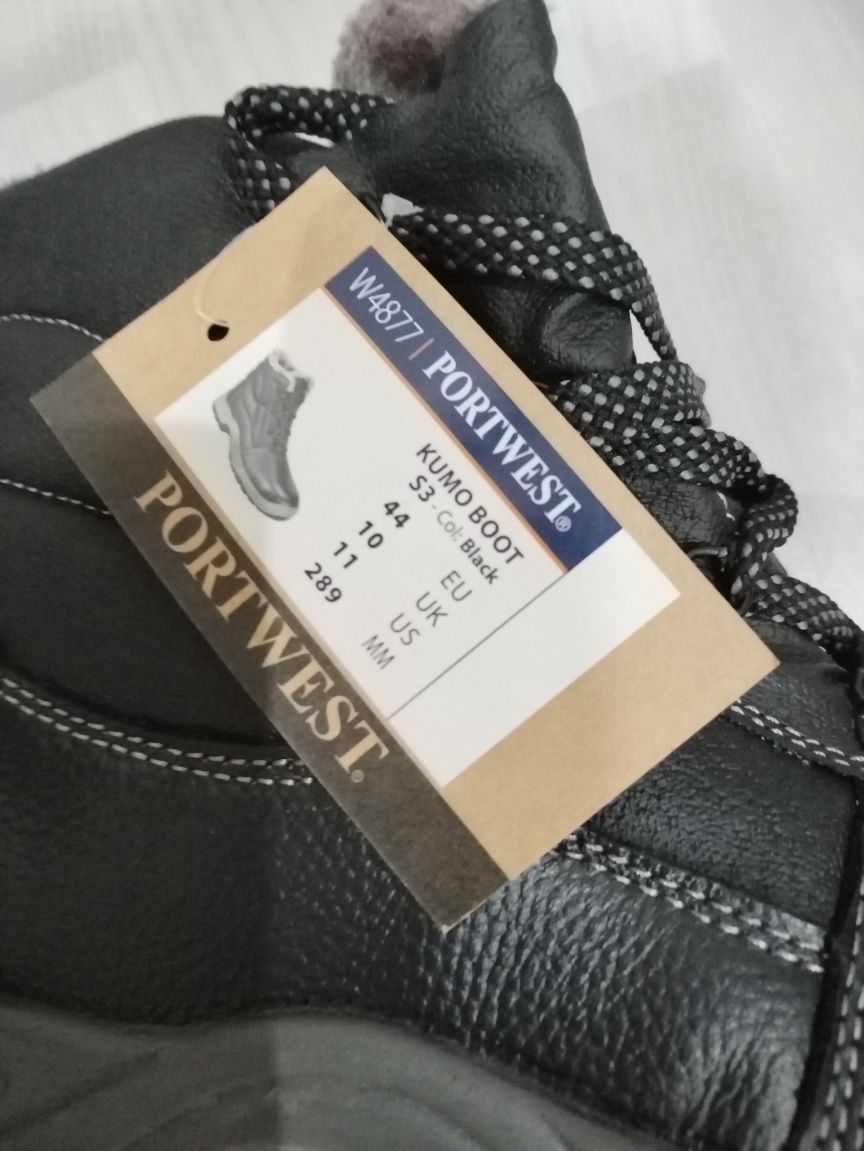 W4877 | PORTWEST®
KUMO BOOT
S3 - Col: Black
44 EU
10 UK
11 US
289 MM
PORTWEST®